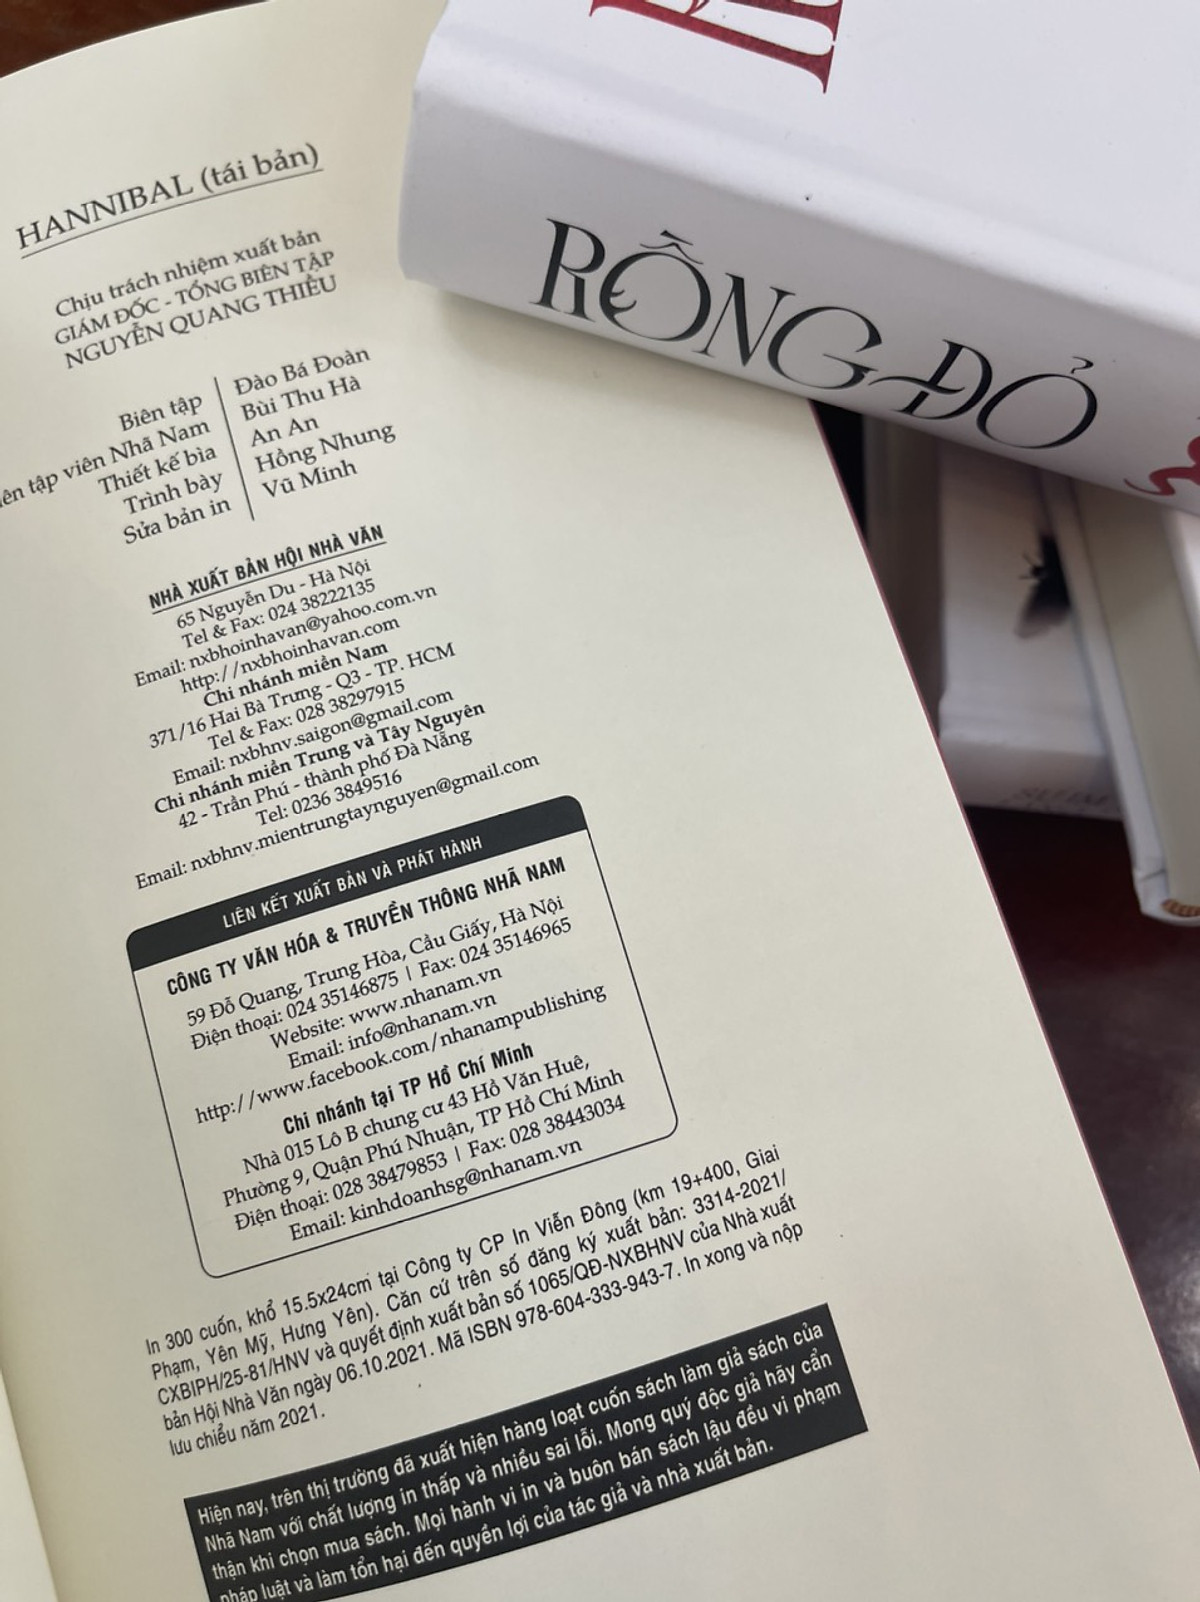 HANNIBAL (tái bản)
Chịu trách nhiệm xuất bản
GIÁM ĐỐC - TỔNG BIÊN TẬP
NGUYỄN QUANG THIỀU
Biên tập | Đào Bá Đoàn
tập viên Nhã Nam | Bùi Thu Hà
Thiết kế bìa | An An
Trình bày | Hồng Nhung
Sửa bản in | Vũ Minh
NHÀ XUẤT BẢN HỘI NHÀ VĂN
65 Nguyễn Du - Hà Nội
Tel & Fax: 024 38222135
Email: nxbhoinhavan@yahoo.com.vn
http://nxbhoinhavan.com
Chi nhánh miền Nam
371/16 Hai Bà Trưng - Q3 - TP. HCM
Tel & Fax: 028 38297915
Email: nxbhnv.saigon@gmail.com
Chi nhánh miền Trung và Tây Nguyên
42 - Trần Phú - thành phố Đà Nẵng
Tel: 0236 3849516
Email: nxbhnv.mientrungtaynguyen@gmail.com
LIÊN KẾT XUẤT BẢN VÀ PHÁT HÀNH
CÔNG TY VĂN HÓA & TRUYỀN THÔNG NHÃ NAM
59 Đỗ Quang, Trung Hòa, Cầu Giấy, Hà Nội
Điện thoại: 024 35146875 | Fax: 024 35146965
Website: www.nhanam.vn
Email: info@nhanam.vn
http://www.facebook.com/nhanampublishing
Chi nhánh tại TP Hồ Chí Minh
Nhà 015 Lô B chung cư 43 Hồ Văn Huê,
Phường 9, Quận Phú Nhuận, TP Hồ Chí Minh
Điện thoại: 028 38479853 | Fax: 028 38443034
Email: kinhdoanhsg@nhanam.vn
In 300 cuốn, khổ 15.5x24cm tại Công ty CP In Viễn Đông (km 19+400, Giai
Phạm, Yên Mỹ, Hưng Yên). Căn cứ trên số đăng ký xuất bản: 3314-2021/
CXBIPH/25-81/HNV và quyết định xuất bản số 1065/QĐ-NXBHNV của Nhà xuất
bản Hội Nhà Văn ngày 06.10.2021. Mã ISBN 978-604-333-943-7. In xong và nộp
lưu chiểu năm 2021.
Hiện nay, trên thị trường đã xuất hiện hàng loạt cuốn sách làm giả sách của
Nhã Nam với chất lượng in thấp và nhiều sai lỗi. Mong quý độc giả hãy cẩn
thận khi chọn mua sách. Mọi hành vi in và buôn bán sách lậu đều vi phạm
pháp luật và làm tổn hại đến quyền lợi của tác giả và nhà xuất bản.
RỒNG ĐỎ